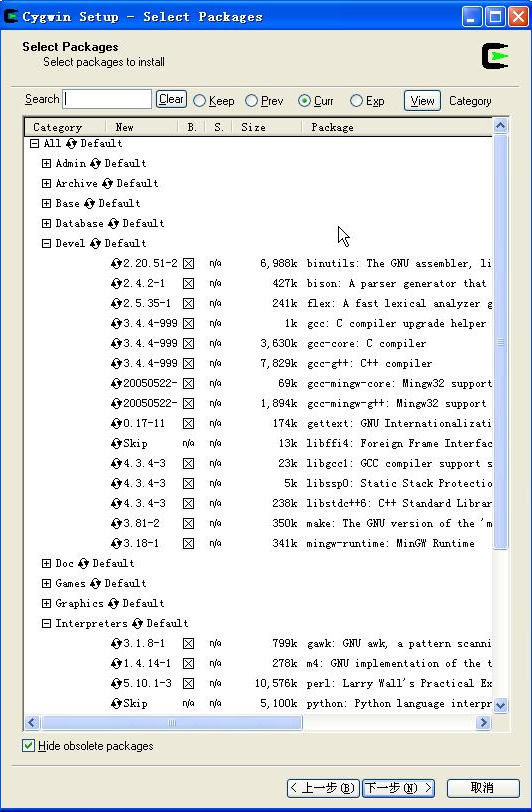 Cygwin Setup - Select Packages
Select Packages
Select packages to install
Search Clear Keep Prev Curr Exp View Category
Category New B. S. Size Package
All Default
Admin Default
Archive Default
Base Default
Database Default
Devel Default
2.20.51-2 6,988k binutils: The GNU assembler, li
2.4.2-1 n/a 427k bison: A parser generator that
2.5.35-1 n/a 241k flex: A fast lexical analyzer g
3.4.4-999 n/a 1k gcc: C compiler upgrade helper
3.4.4-999 n/a 3,630k gcc-core: C compiler
3.4.4-999 n/a 7,829k gcc-g++: C++ compiler
20050522- n/a 69k gcc-mingw-core: Mingw32 support
20050522- n/a 1,894k gcc-mingw-g++: Mingw32 support
0.17-11 n/a 174k gettext: GNU Internationalizati
Skip n/a n/a 13k libffi4: Foreign Frame Interfac
4.3.4-3 n/a 23k libgcc1: GCC compiler support s
4.3.4-3 n/a 5k libssp0: Static Stack Protectio
4.3.4-3 n/a 238k libstdc++6: C++ Standard Librar
3.81-2 n/a 350k make: The GNU version of the 'm
3.18-1 n/a 341k mingw-runtime: MinGW Runtime
Doc Default
Games Default
Graphics Default
Interpreters Default
3.1.8-1 n/a 799k gawk: GNU awk, a pattern scanni
1.4.14-1 n/a 278k m4: GNU implementation of the t
5.10.1-3 n/a 10,576k perl: Larry Wall's Practical Ex
Skip n/a n/a 5,100k python: Python language interpr
Hide obsolete packages
< 上一步(B) 下一步(N) > 取消